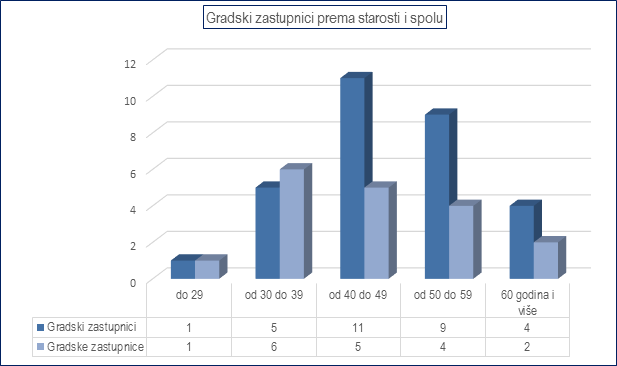 Gradski zastupnici prema starosti i spolu
12
10
8
6
4
2
0
do 29 od 30 do 39 od 40 do 49 od 50 do 59 60 godina i
više
Gradski zastupnici 1 5 11 9 4
Gradske zastupnice 1 6 5 4 2